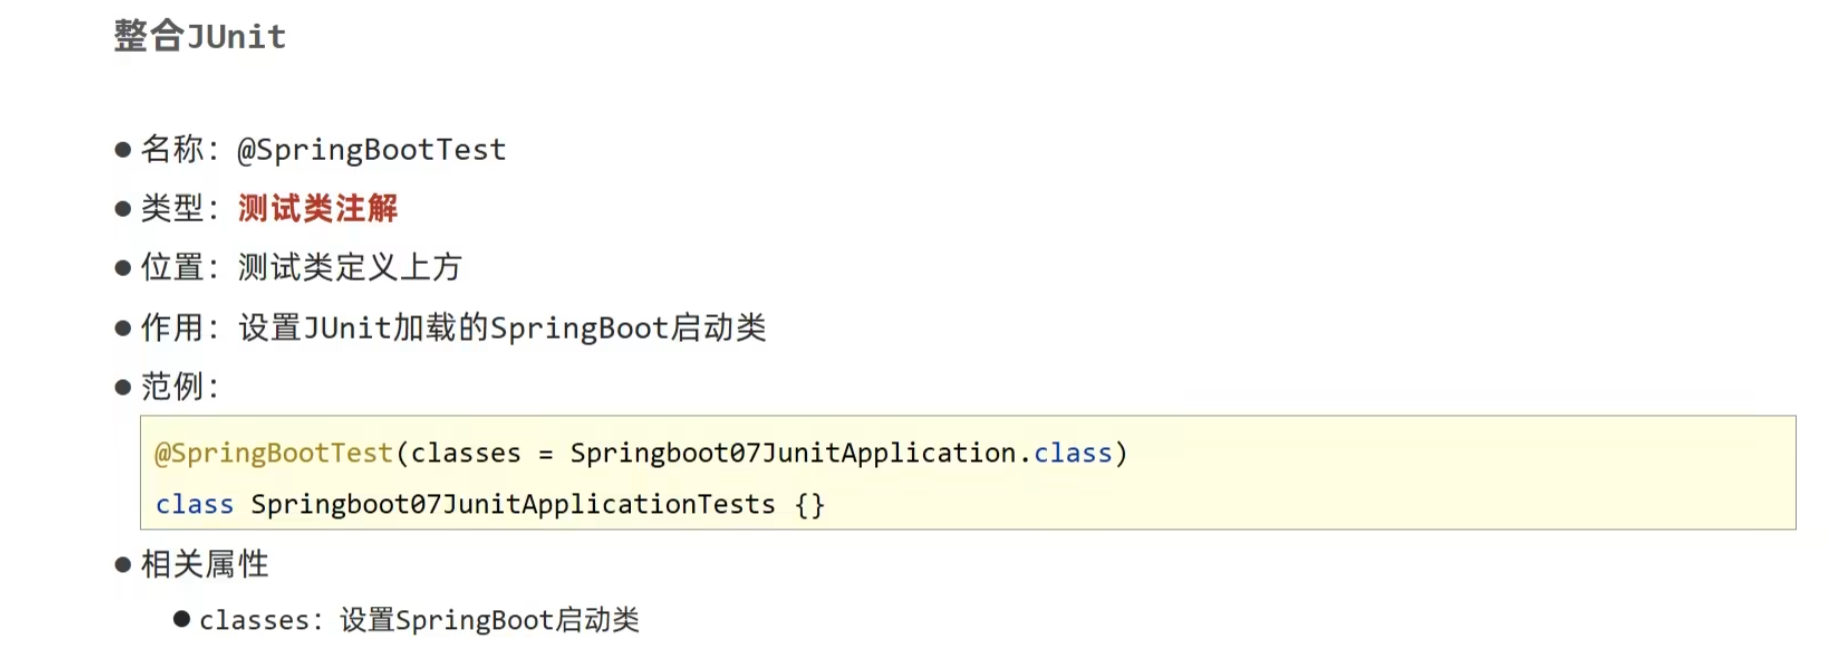 整合JUnit
● 名称：@SpringBootTest
● 类型：测试类注解
● 位置：测试类定义上方
● 作用：设置JUnit加载的SpringBoot启动类
● 范例：
@SpringBootTest(classes = Springboot07JunitApplication.class)
class Springboot07JunitApplicationTests {}
● 相关属性
● classes：设置SpringBoot启动类